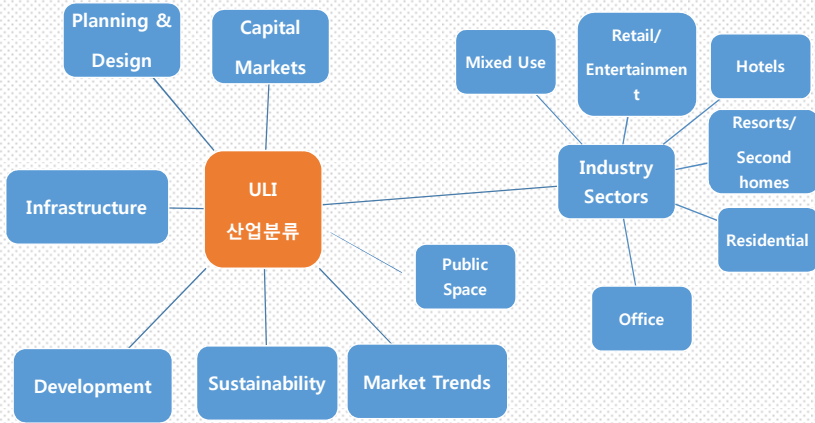 Planning &
Design
Capital
Markets
Mixed Use
Retail/
Entertainmen
t
Hotels
Resorts/
Second
homes
Infrastructure
ULI
산업분류
Industry
Sectors
Residential
Public
Space
Office
Development
Sustainability
Market Trends